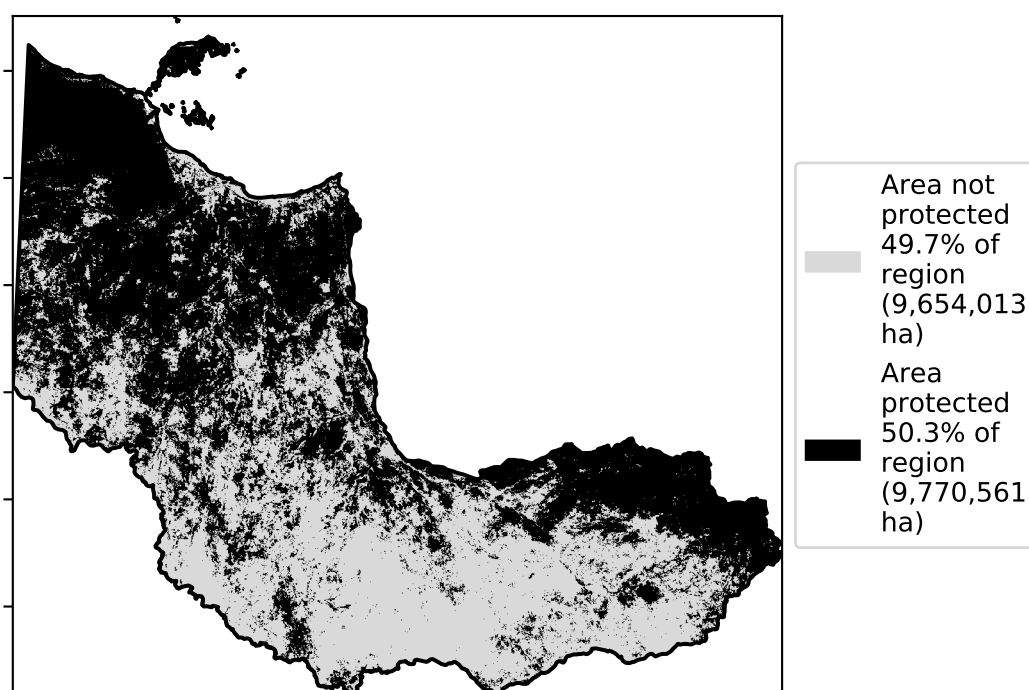 Area not
protected
49.7% of
region
(9,654,013
ha)
Area
protected
50.3% of
region
(9,770,561
ha)